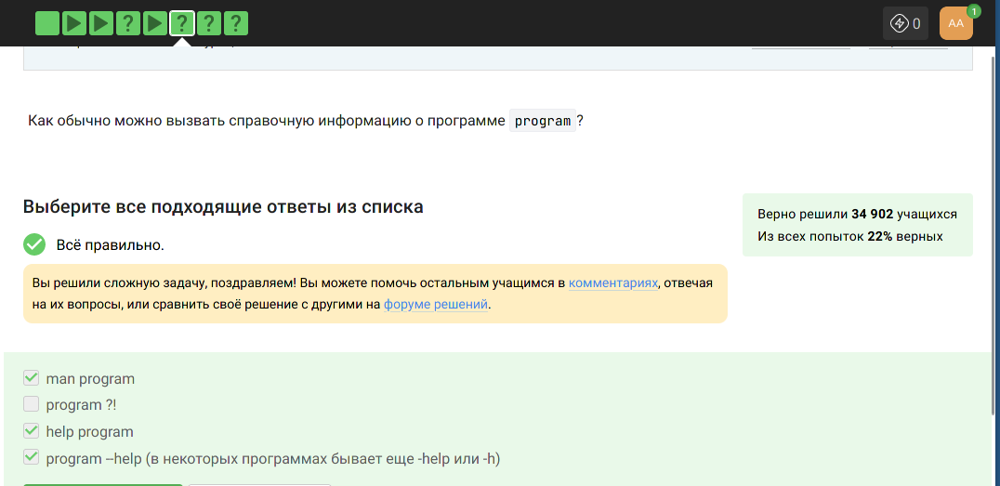 ? ? ? ?
0
AA
1
Как обычно можно вызвать справочную информацию о программе program ?
Выберите все подходящие ответы из списка
Верно решили 34 902 учащихся
Из всех попыток 22% верных
Всё правильно.
Вы решили сложную задачу, поздравляем! Вы можете помочь остальным учащимся в комментариях, отвечая
на их вопросы, или сравнить своё решение с другими на форуме решений.
man program
program ?!
help program
program --help (в некоторых программах бывает еще -help или -h)